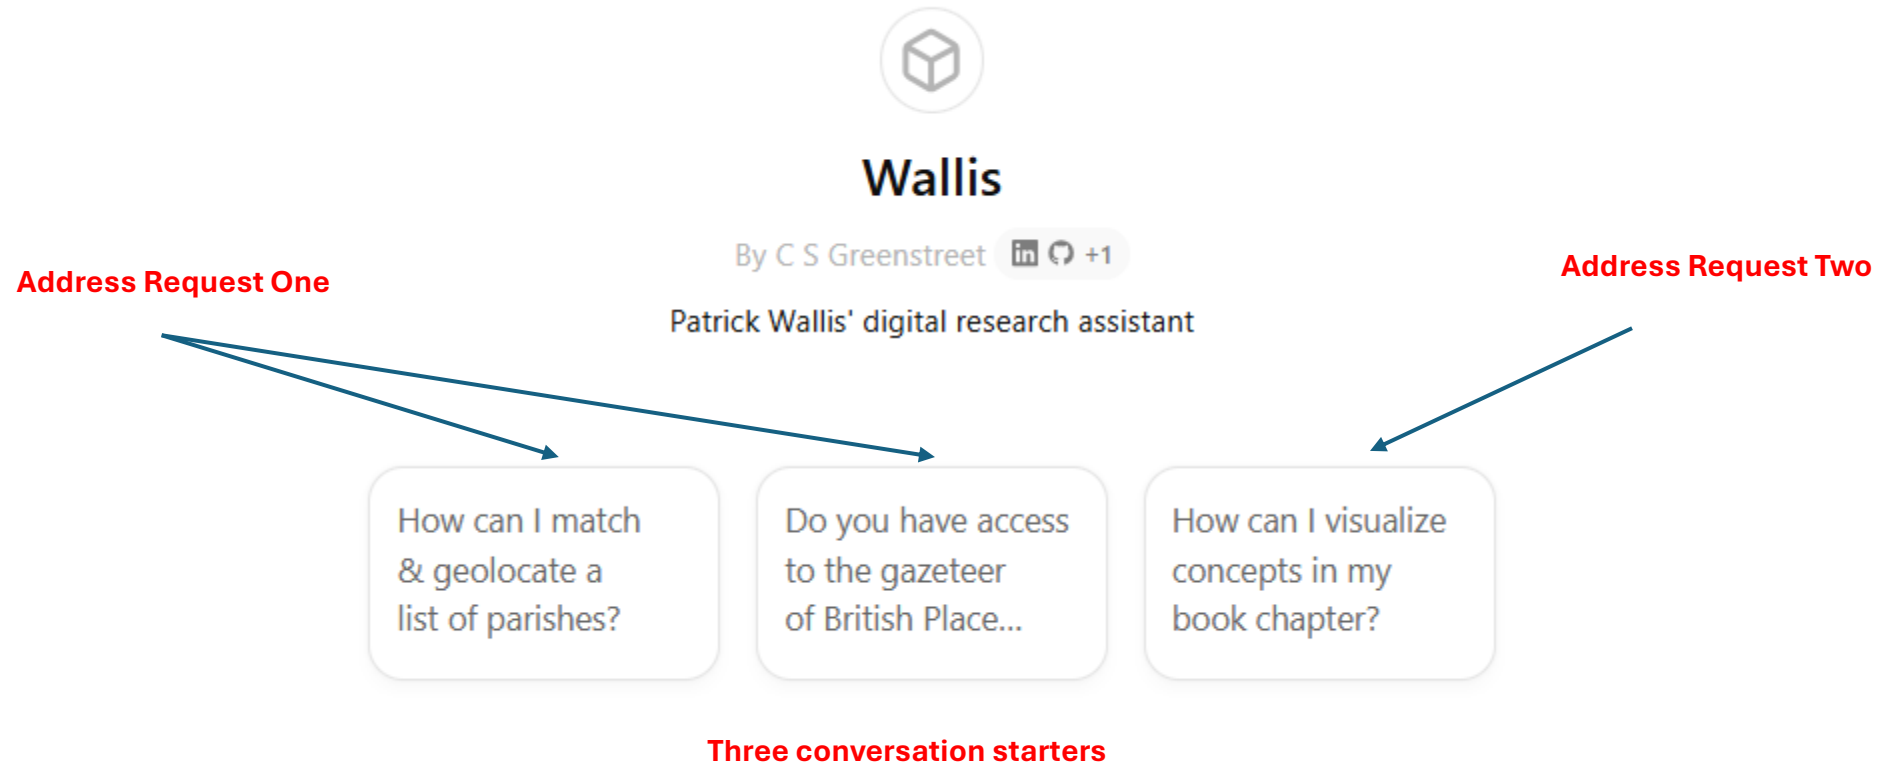 Wallis
By C S Greenstreet in +1
Address Request One
Address Request Two
Patrick Wallis' digital research assistant
How can I match
& geolocate a
list of parishes?
Do you have access
to the gazeteer
of British Place...
How can I visualize
concepts in my
book chapter?
Three conversation starters